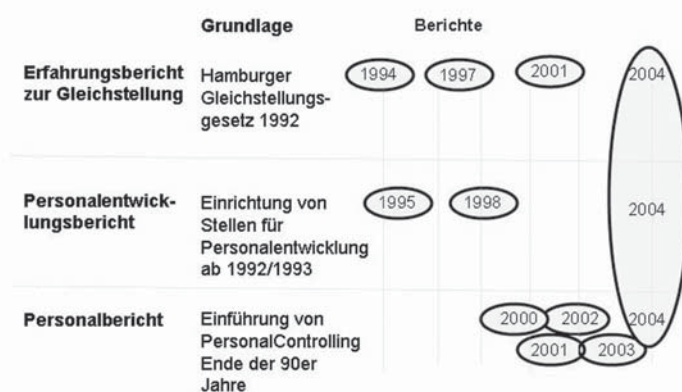 Grundlage Berichte
Erfahrungsbericht
zur Gleichstellung
Hamburger
Gleichstellungs-
gesetz 1992
1994 1997 2001 2004
Personalentwick-
lungsbericht
Einrichtung von
Stellen für
Personalentwicklung
ab 1992/1993
1995 1998 2004
Personalbericht
Einführung von
PersonalControlling
Ende der 90er
Jahre
2000 2002 2004
2001 2003